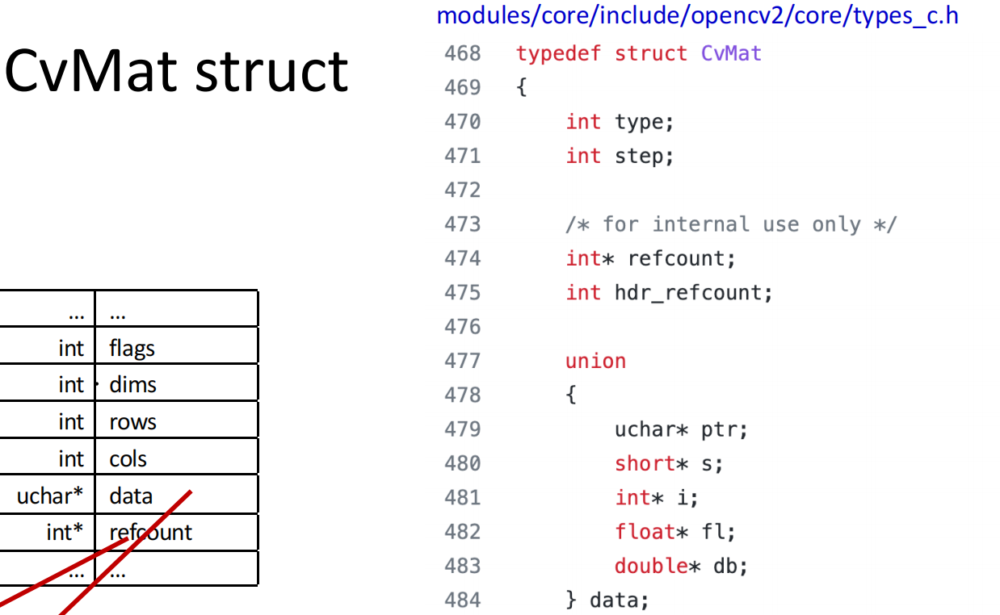 CvMat struct
... ...
int flags
int dims
int rows
int cols
uchar* data
int* refcount
... ...
modules/core/include/opencv2/core/types_c.h
468 typedef struct CvMat
469 {
470 int type;
471 int step;
472
473 /* for internal use only */
474 int* refcount;
475 int hdr_refcount;
476
477 union
478 {
479 uchar* ptr;
480 short* s;
481 int* i;
482 float* fl;
483 double* db;
484 } data;